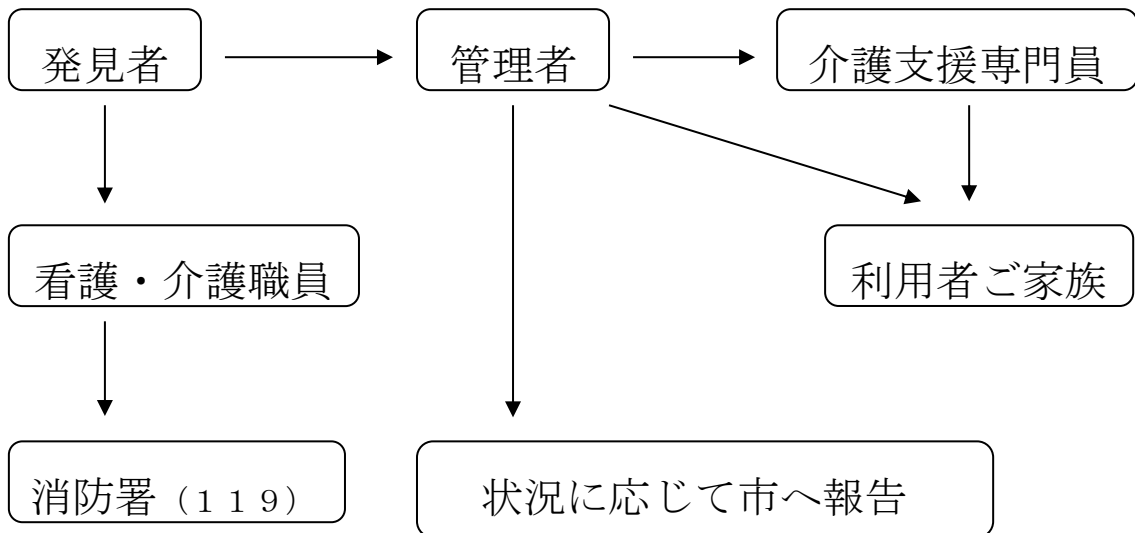 発見者
管理者
介護支援専門員
看護・介護職員
利用者ご家族
消防署（１１９）
状況に応じて市へ報告